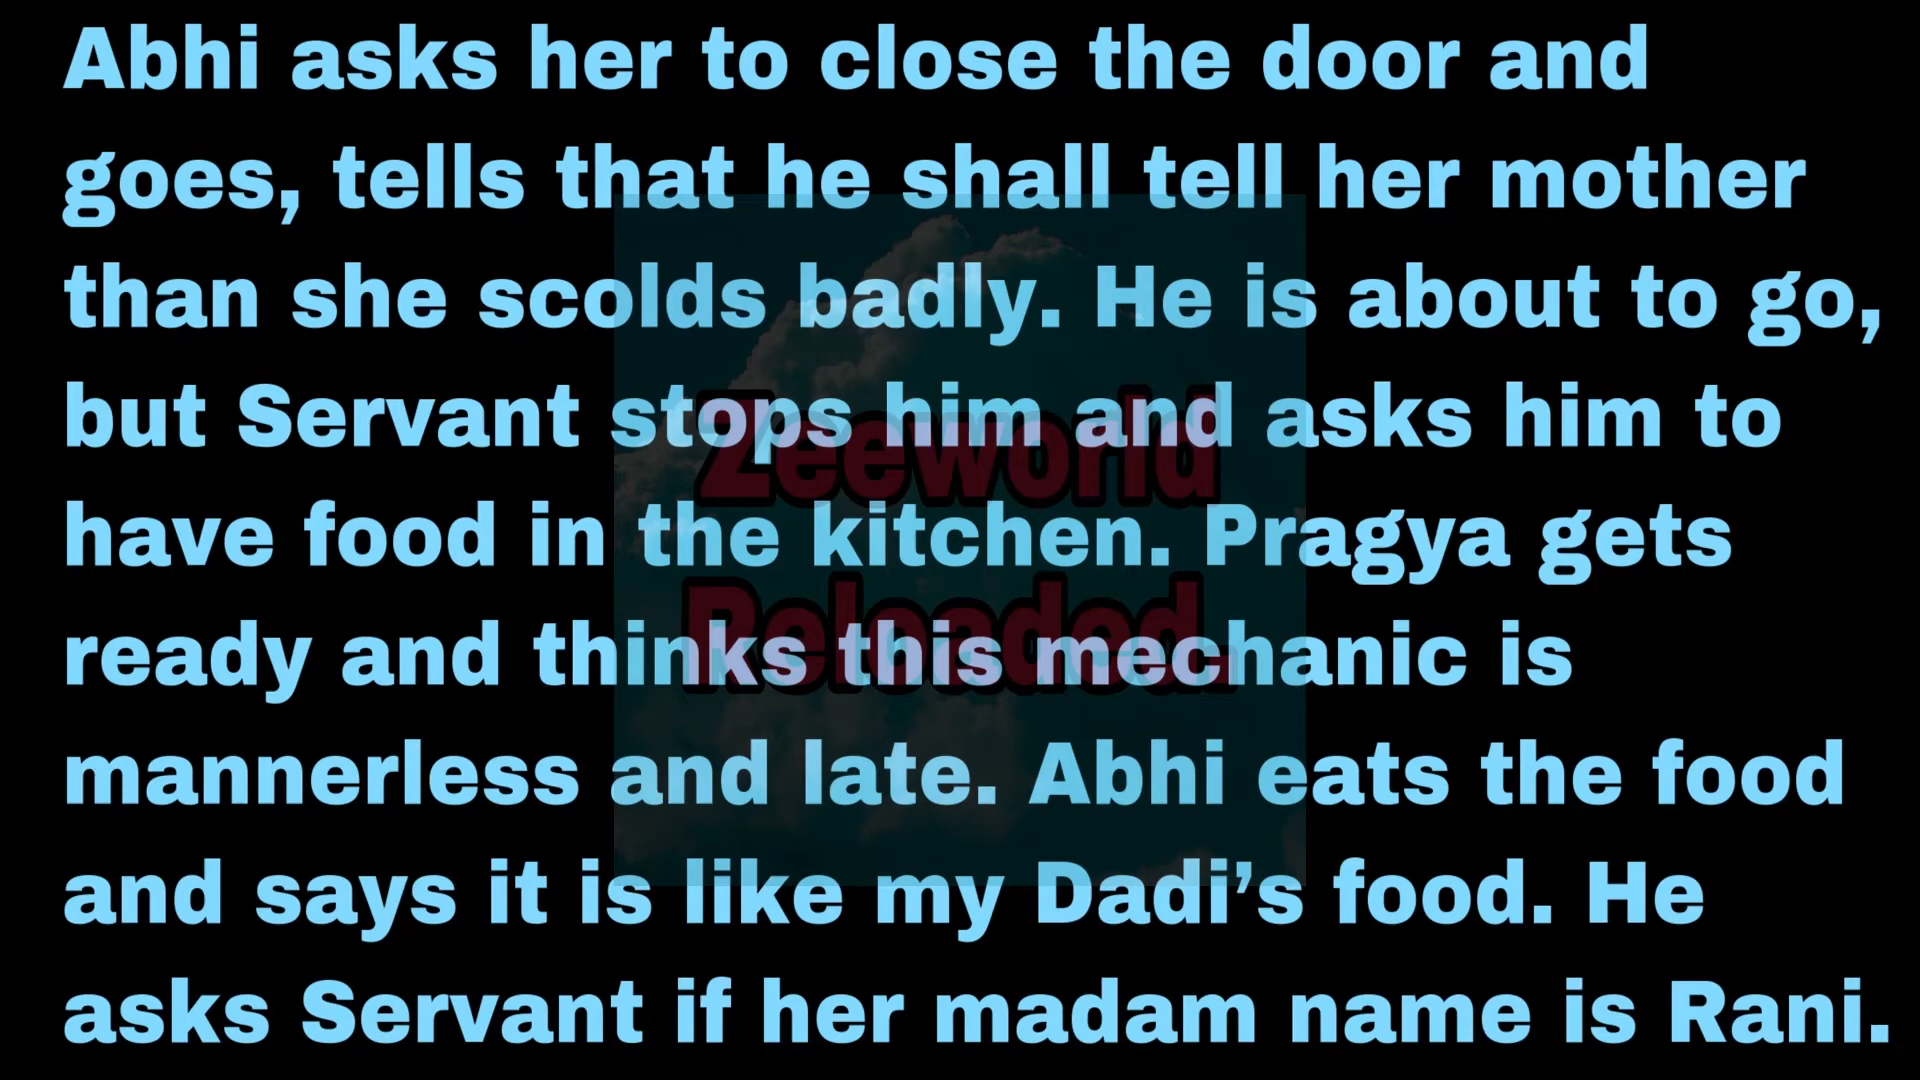 Abhi asks her to close the door and
goes, tells that he shall tell her mother
than she scolds badly. He is about to go,
but Servant stops him and asks him to
have food in the kitchen. Pragya gets
ready and thinks this mechanic is
mannerless and late. Abhi eats the food
and says it is like my Dadi’s food. He
asks Servant if her madam name is Rani.
Zeeworld
Reloaded.